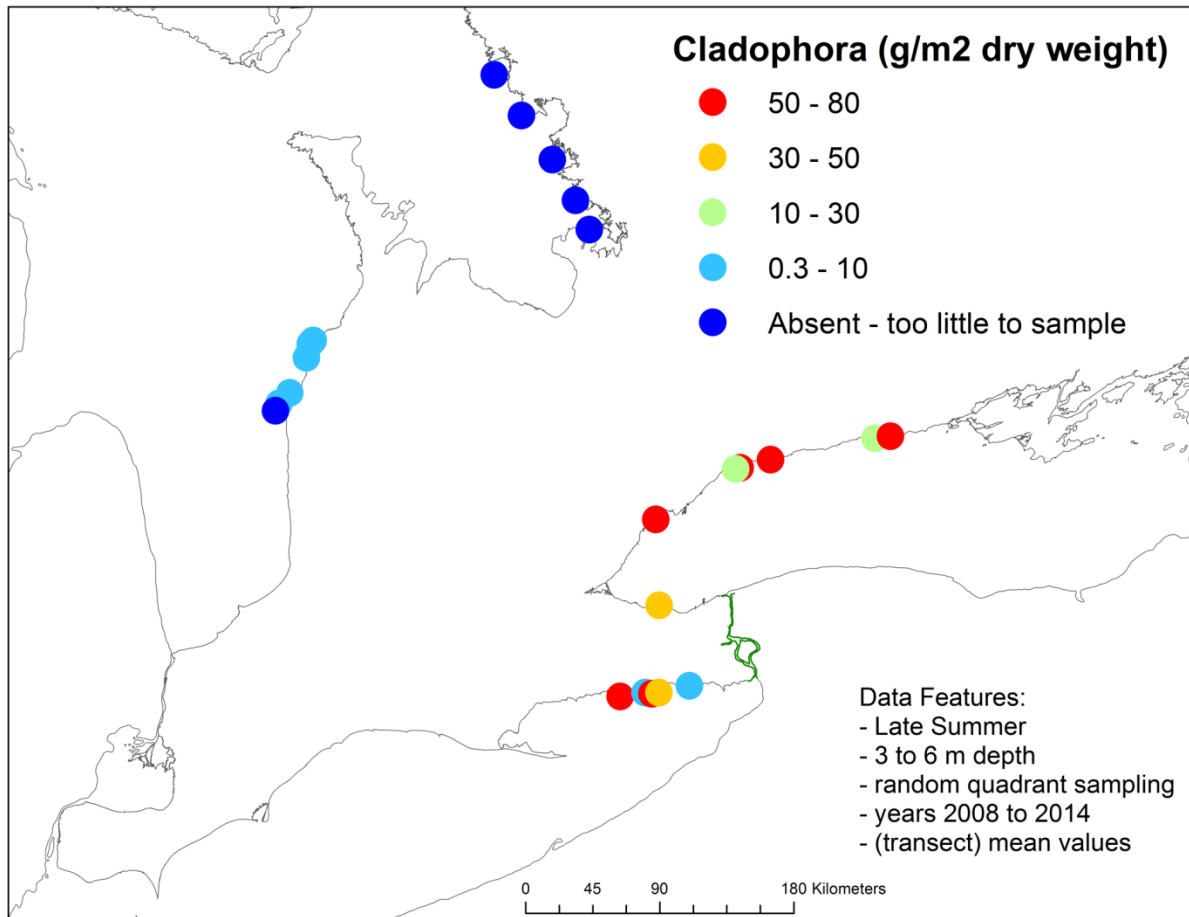 Cladophora (g/m2 dry weight)
50 - 80
30 - 50
10 - 30
0.3 - 10
Absent - too little to sample
Data Features:
- Late Summer
- 3 to 6 m depth
- random quadrant sampling
- years 2008 to 2014
- (transect) mean values
0 45 90 180 Kilometers